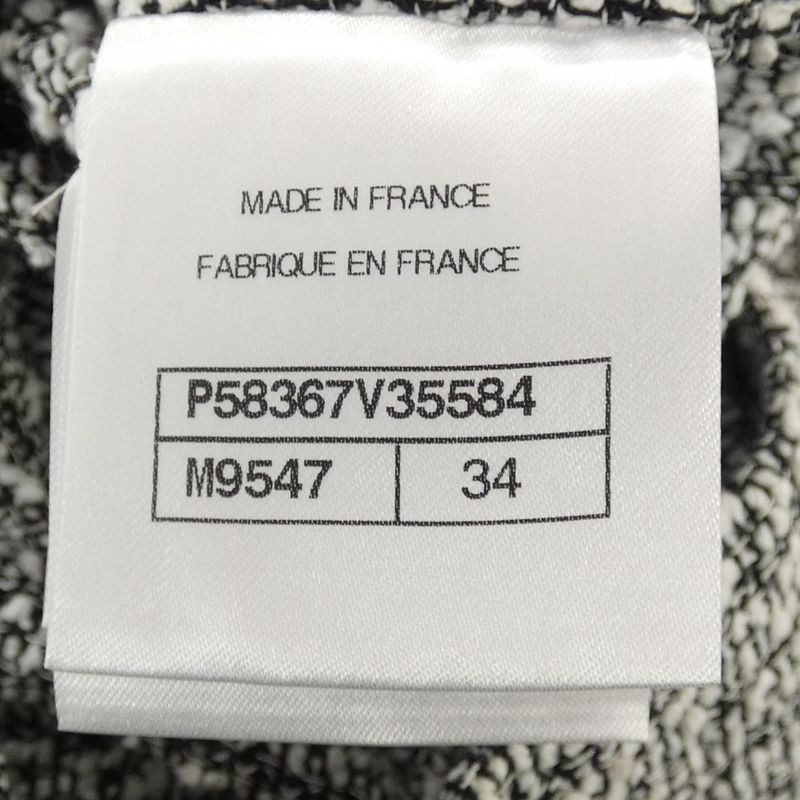 MADE IN FRANCE
FABRIQUE EN FRANCE
P58367V35584
M9547 34